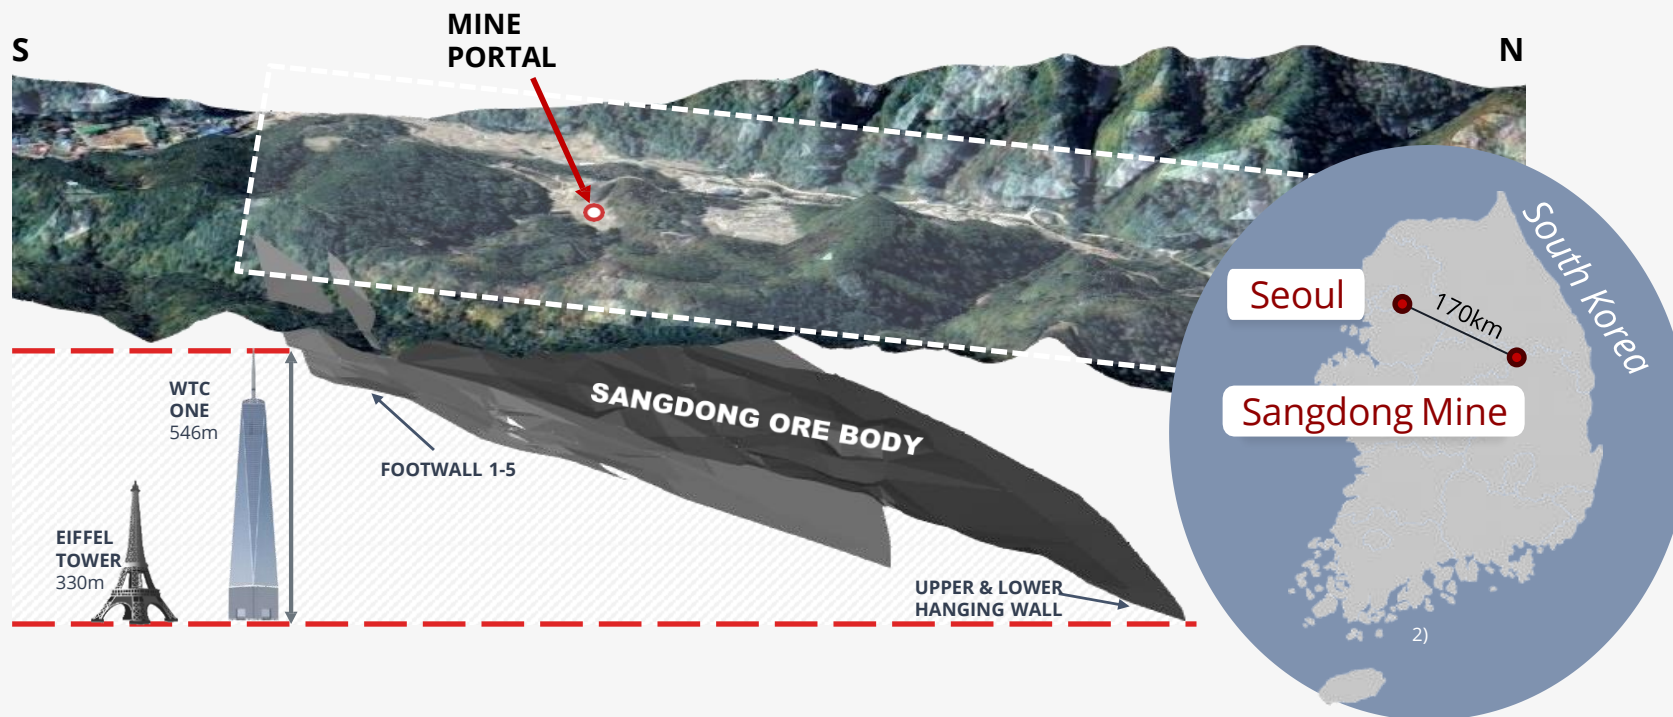 S
MINE
PORTAL
N
WTC
ONE
546m
EIFFEL
TOWER
330m
FOOTWALL 1-5
SANGDONG ORE BODY
UPPER & LOWER
HANGING WALL
South Korea
Seoul
170km
Sangdong Mine
2)